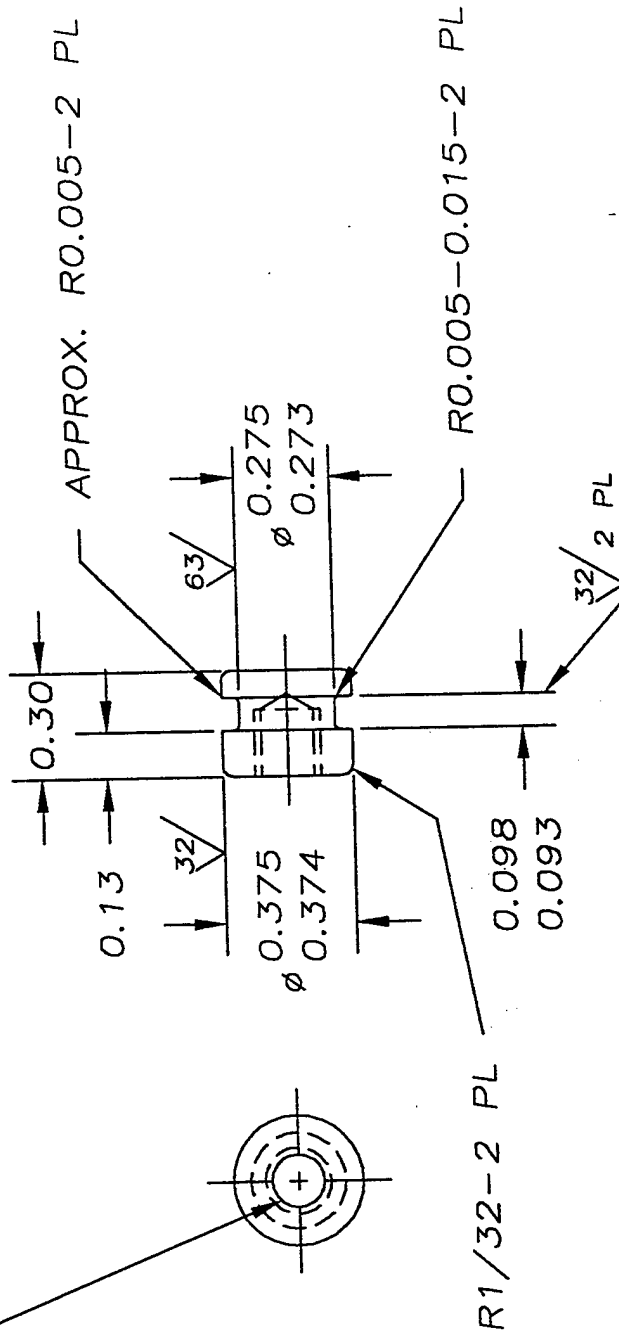 APPROX. R0.005-2 PL
0.30
0.13
63
32
ø 0.275
0.273
ø 0.375
0.374
R0.005-0.015-2 PL
0.098
0.093
32 2 PL
R1/32-2 PL